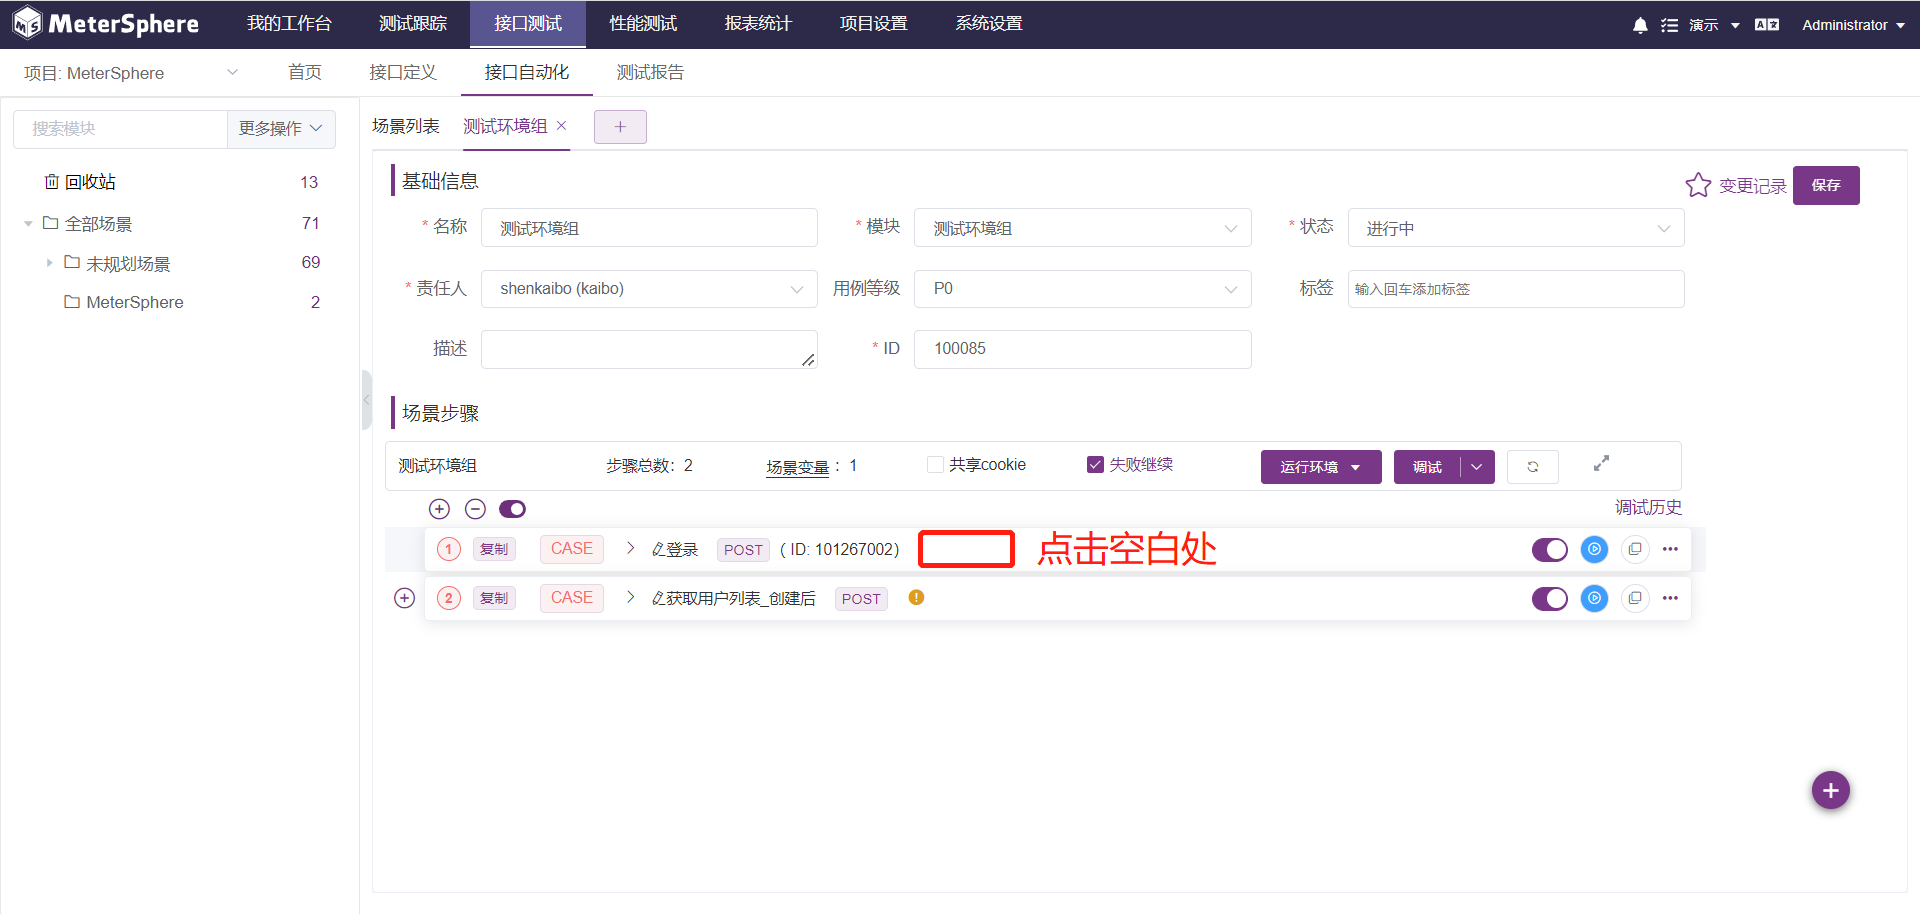 MeterSphere 我的工作台 测试跟踪 接口测试 性能测试 报表统计 项目设置 系统设置 演示 Administrator
项目: MeterSphere 首页 接口定义 接口自动化 测试报告
搜索模块 更多操作
回收站 13
全部场景 71
未规划场景 69
MeterSphere 2
场景列表 测试环境组
基础信息 变更记录 保存
* 名称 测试环境组 * 模块 测试环境组 * 状态 进行中
* 责任人 shenkaibo (kaibo) 用例等级 P0 标签 输入回车添加标签
描述 * ID 100085
场景步骤
测试环境组 步骤总数: 2 场景变量 : 1 共享cookie 失败继续 运行环境 调试
调试历史
1 复制 CASE 登录 POST ( ID: 101267002) 点击空白处
2 复制 CASE 获取用户列表_创建后 POST